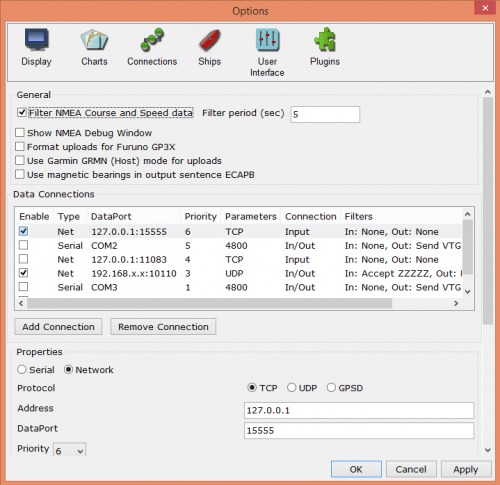 Options
Display
Charts
Connections
Ships
User Interface
Plugins
General
Filter NMEA Course and Speed data Filter period (sec) 5
Show NMEA Debug Window
Format uploads for Furuno GP3X
Use Garmin GRMN (Host) mode for uploads
Use magnetic bearings in output sentence ECAPB
Data Connections
Enable Type DataPort Priority Parameters Connection Filters
Net 127.0.0.1:15555 6 TCP Input In: None, Out: None
Serial COM2 5 4800 In/Out In: None, Out: Send VTG
Net 127.0.0.1:11083 4 TCP In/Out In: None, Out: None
Net 192.168.x.x:10110 3 UDP In/Out In: Accept ZZZZZ, Out:
Serial COM3 1 4800 In/Out In: None, Out: Send VTG
Add Connection Remove Connection
Properties
Serial Network
Protocol TCP UDP GPSD
Address 127.0.0.1
DataPort 15555
Priority 6
OK Cancel Apply